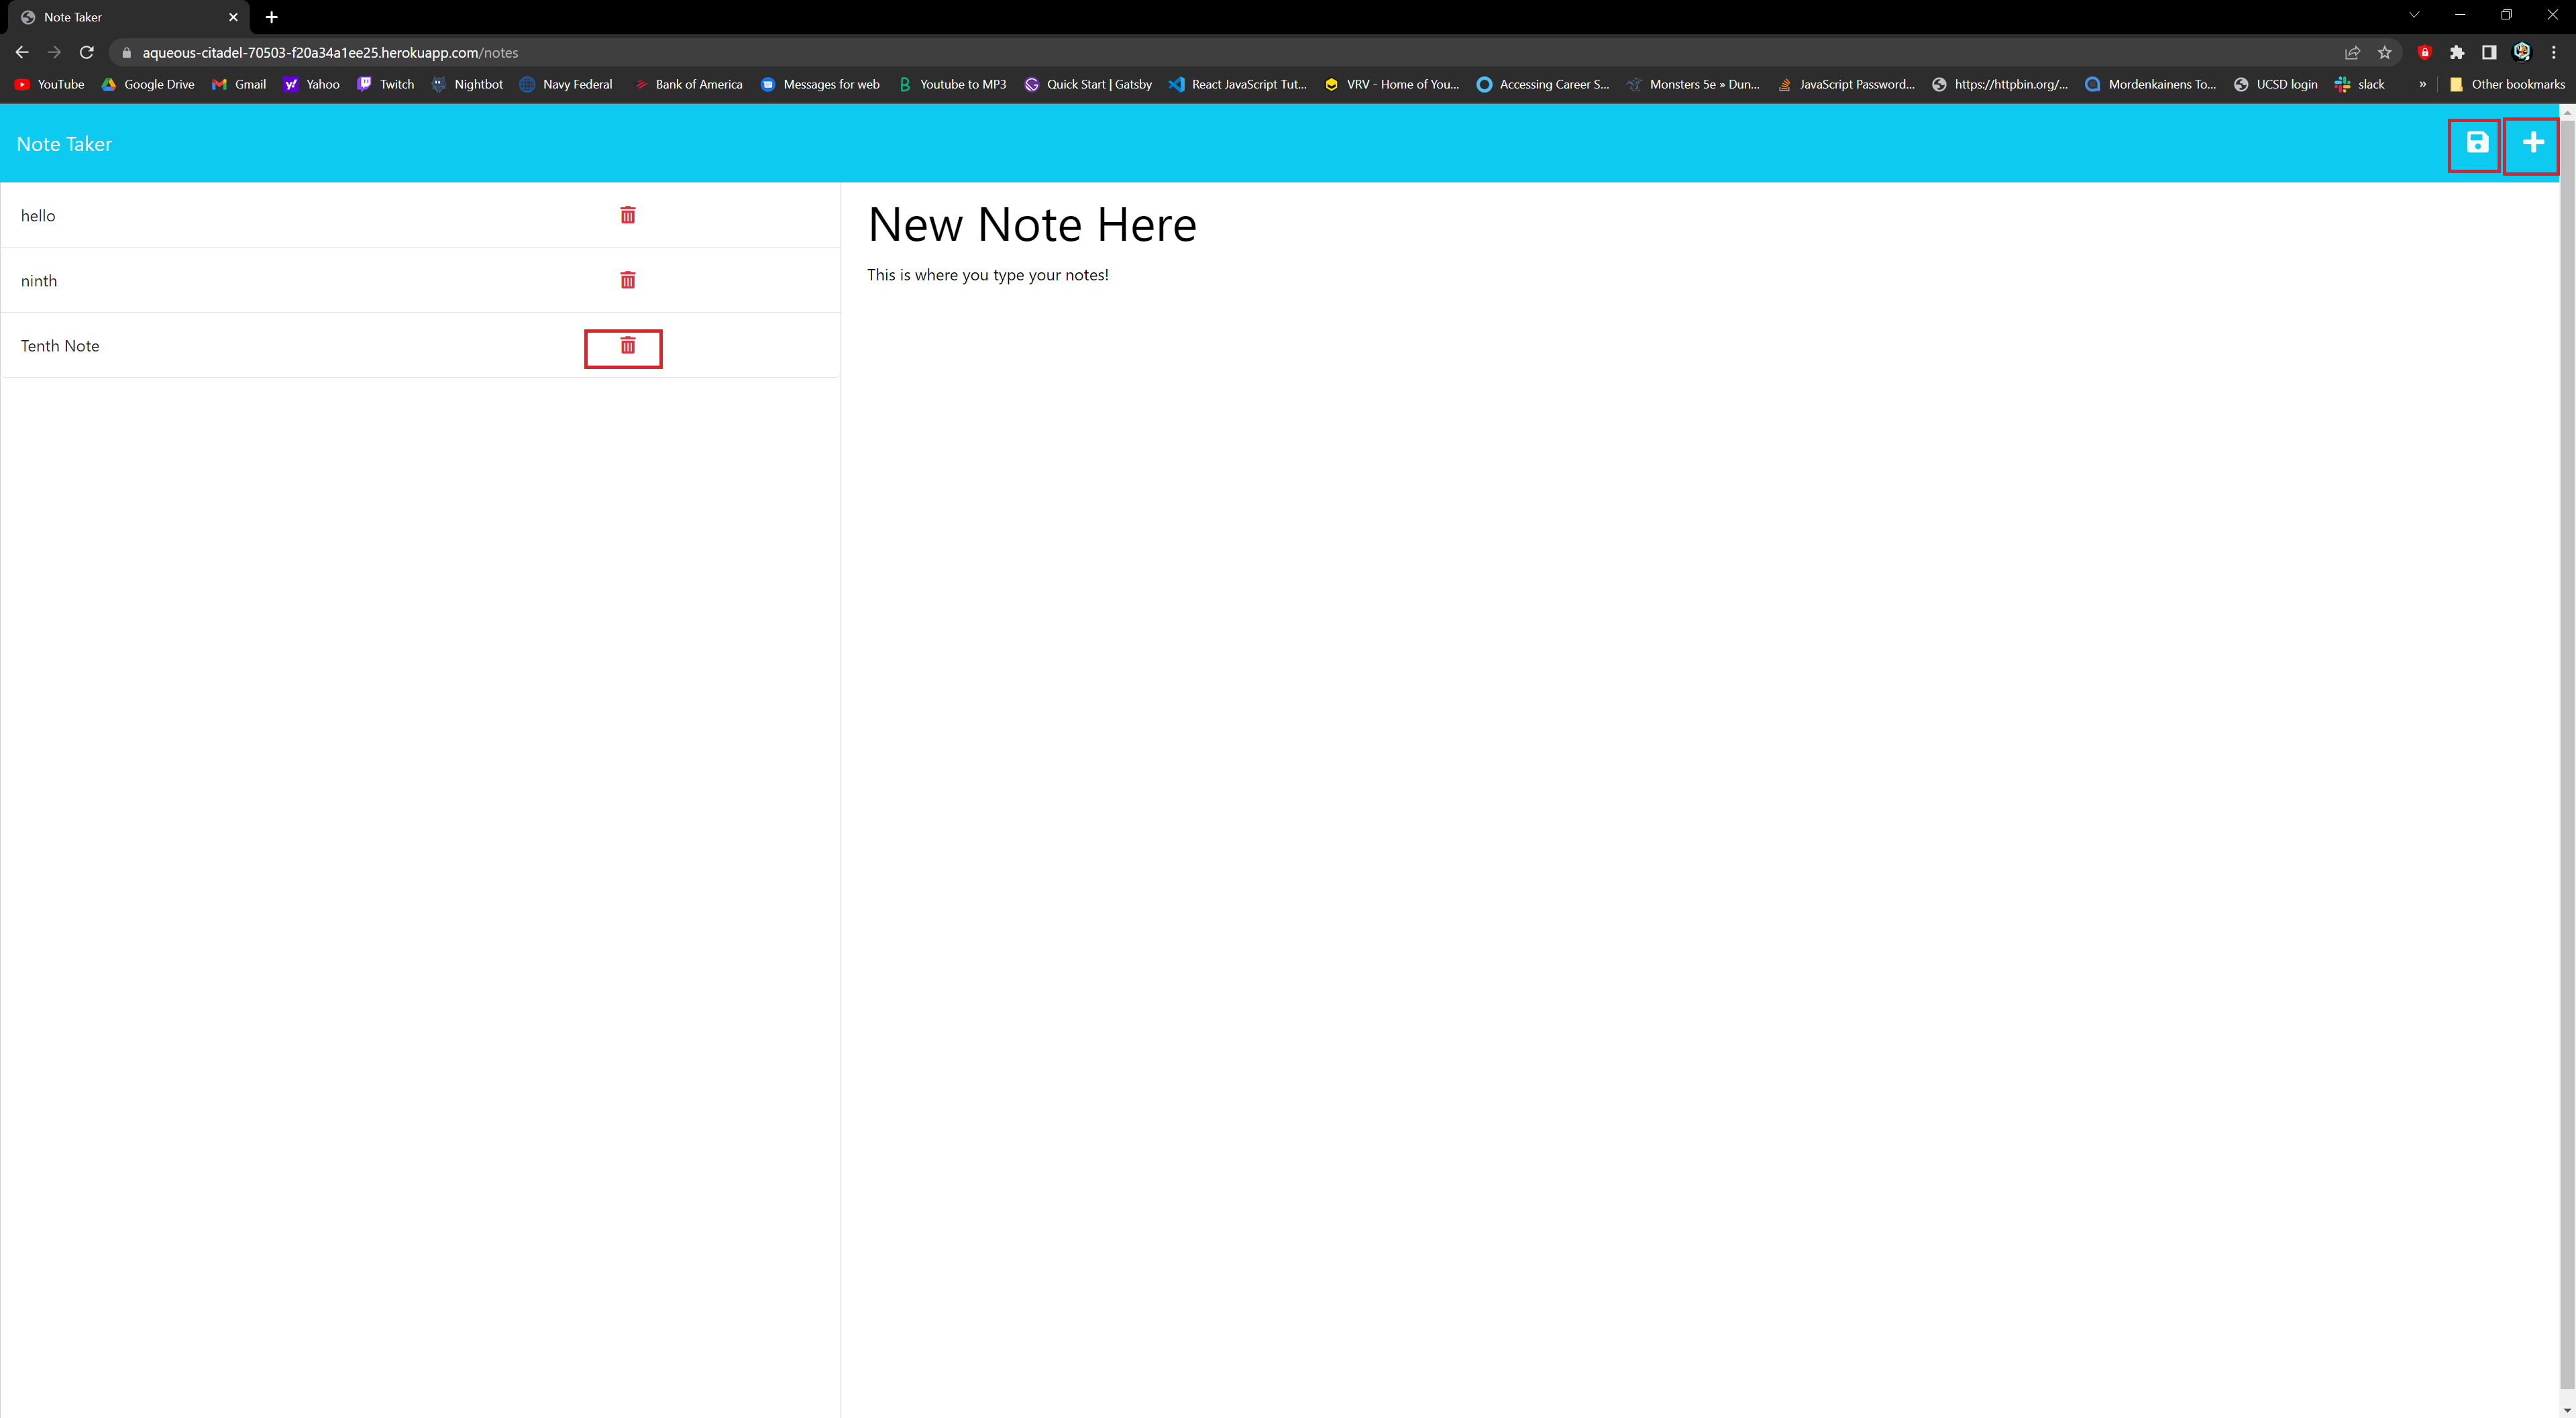 Note Taker
aqueous-citadel-70503-f20a34a1ee25.herokuapp.com/notes
YouTube Google Drive Gmail Yahoo Twitch Nightbot Navy Federal Bank of America Messages for web Youtube to MP3 Quick Start | Gatsby React JavaScript Tut... VRV - Home of You... Accessing Career S... Monsters 5e » Dun... JavaScript Password... https://httpbin.org/... Mordenkainens To... UCSD login slack » Other bookmarks
Note Taker
hello
ninth
Tenth Note
New Note Here
This is where you type your notes!